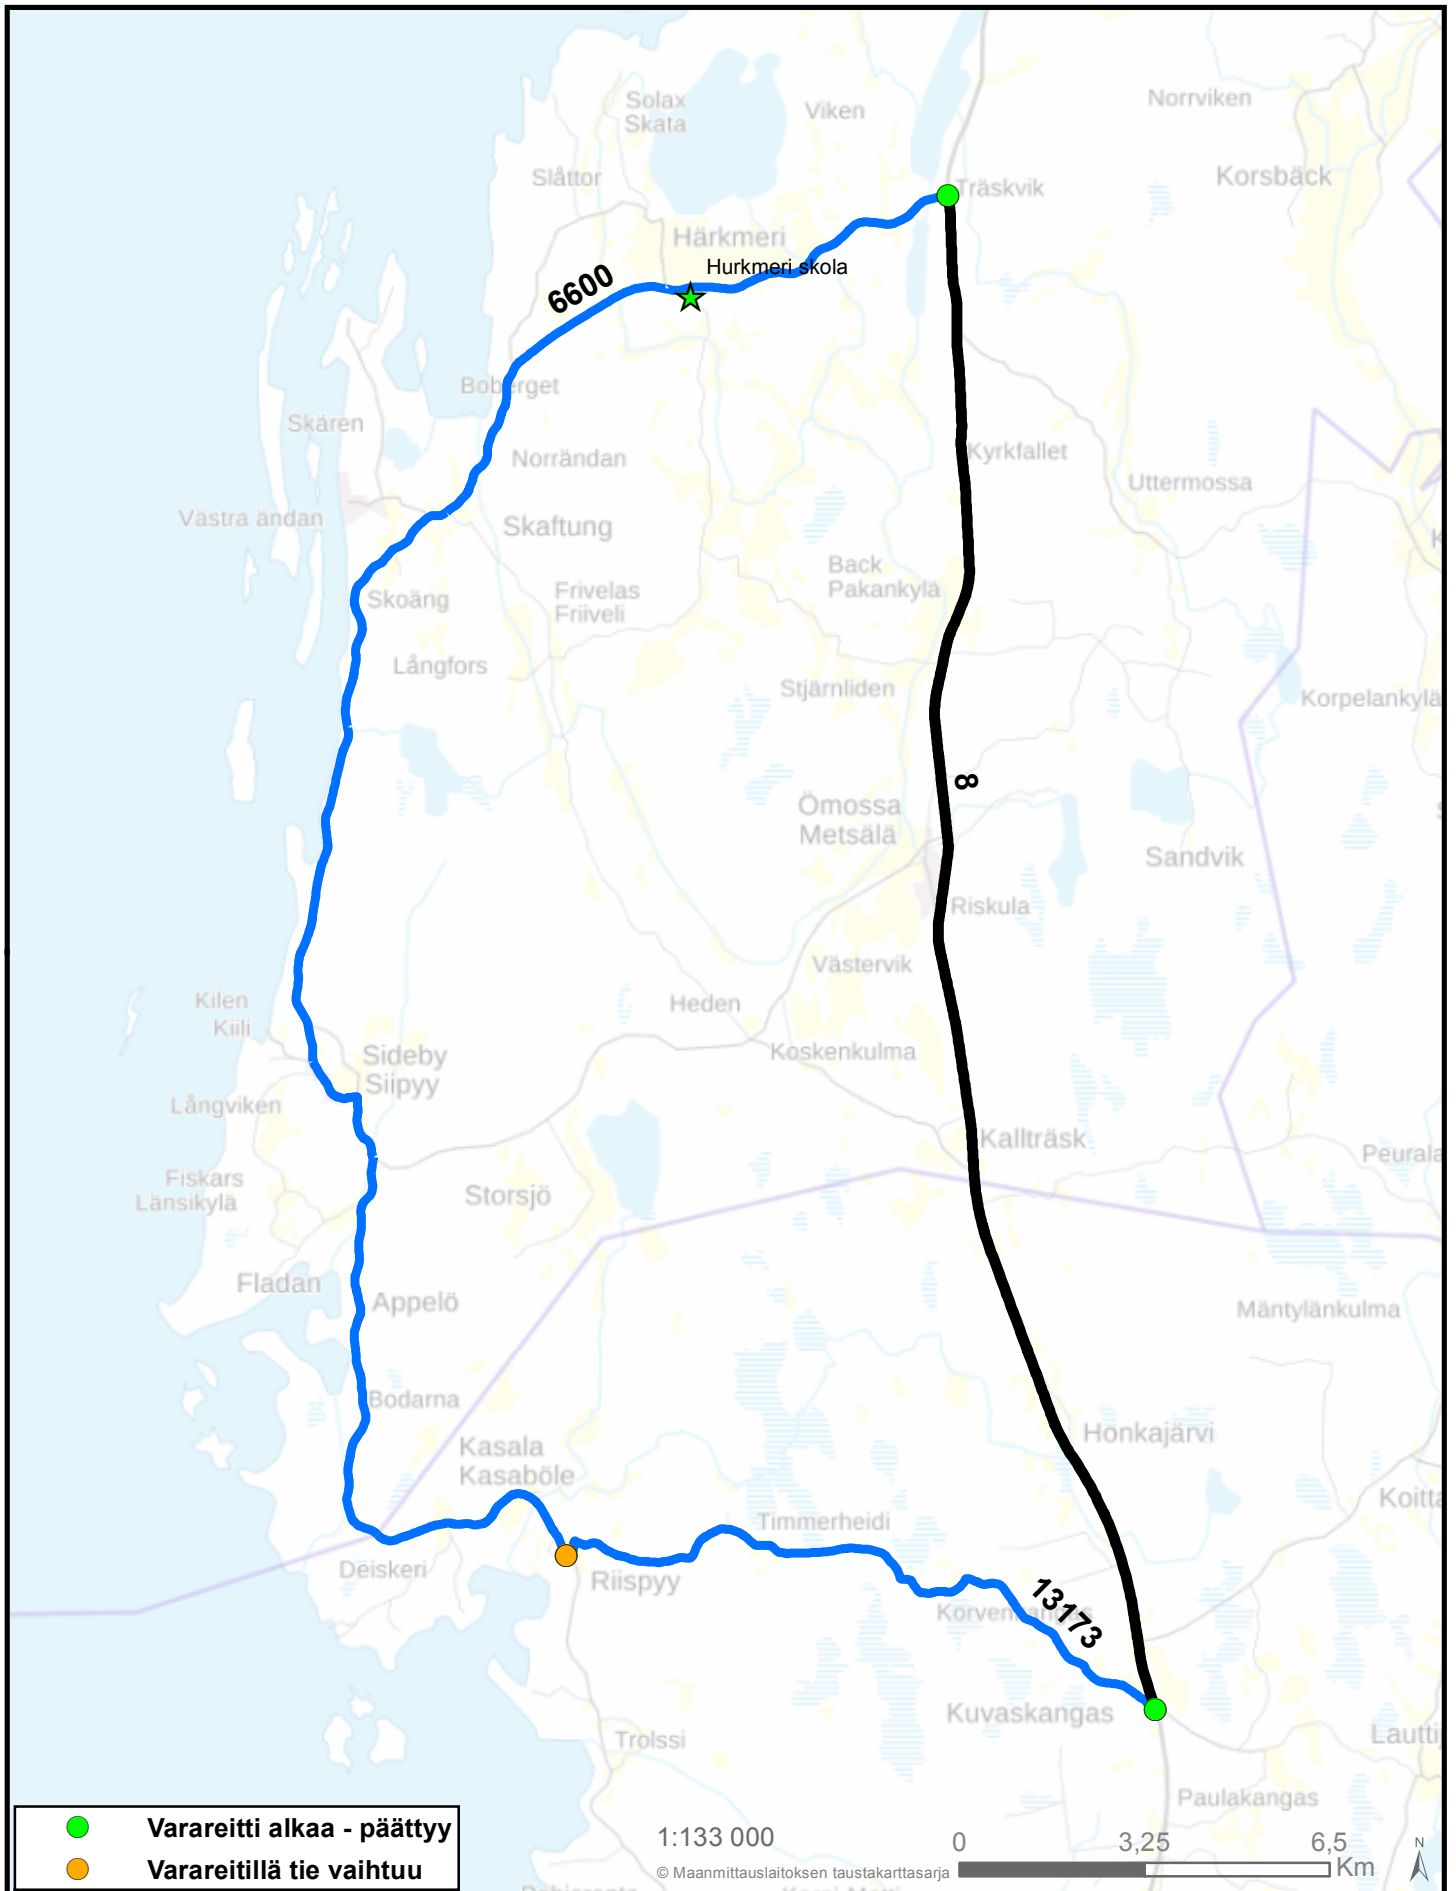 Solax
Skata
Viken
Norrviken
Slåttor
Träskvik
Korsbäck
Härkmeri
Hurkmeri skola
6600
Boberget
Skären
Norrändan
Kyrkfallet
Uttermossa
Västra ändan
Skaftung
Back
Pakankylä
Frivelas
Friiveli
Skoäng
Långfors
Stjärnliden
Korpelankylä
8
Ömossa
Metsälä
Sandvik
Riskula
Västervik
Kilen
Kiili
Heden
Koskenkulma
Sideby
Siipyy
Långviken
Kallträsk
Peurala
Fiskars
Länsikylä
Storsjö
Fladan
Appelö
Mäntylänkulma
Bodarna
Honkajärvi
Kasala
Kasaböle
Koitta
Timmerheidi
Deiskeri
Riispyy
13173
Korvenkangas
Kuvaskangas
Trolssi
Lautti
Paulakangas
Varareitti alkaa - päättyy
Varareitillä tie vaihtuu
1:133 000
0 3,25 6,5
Km
N
© Maanmittauslaitoksen taustakarttasarja